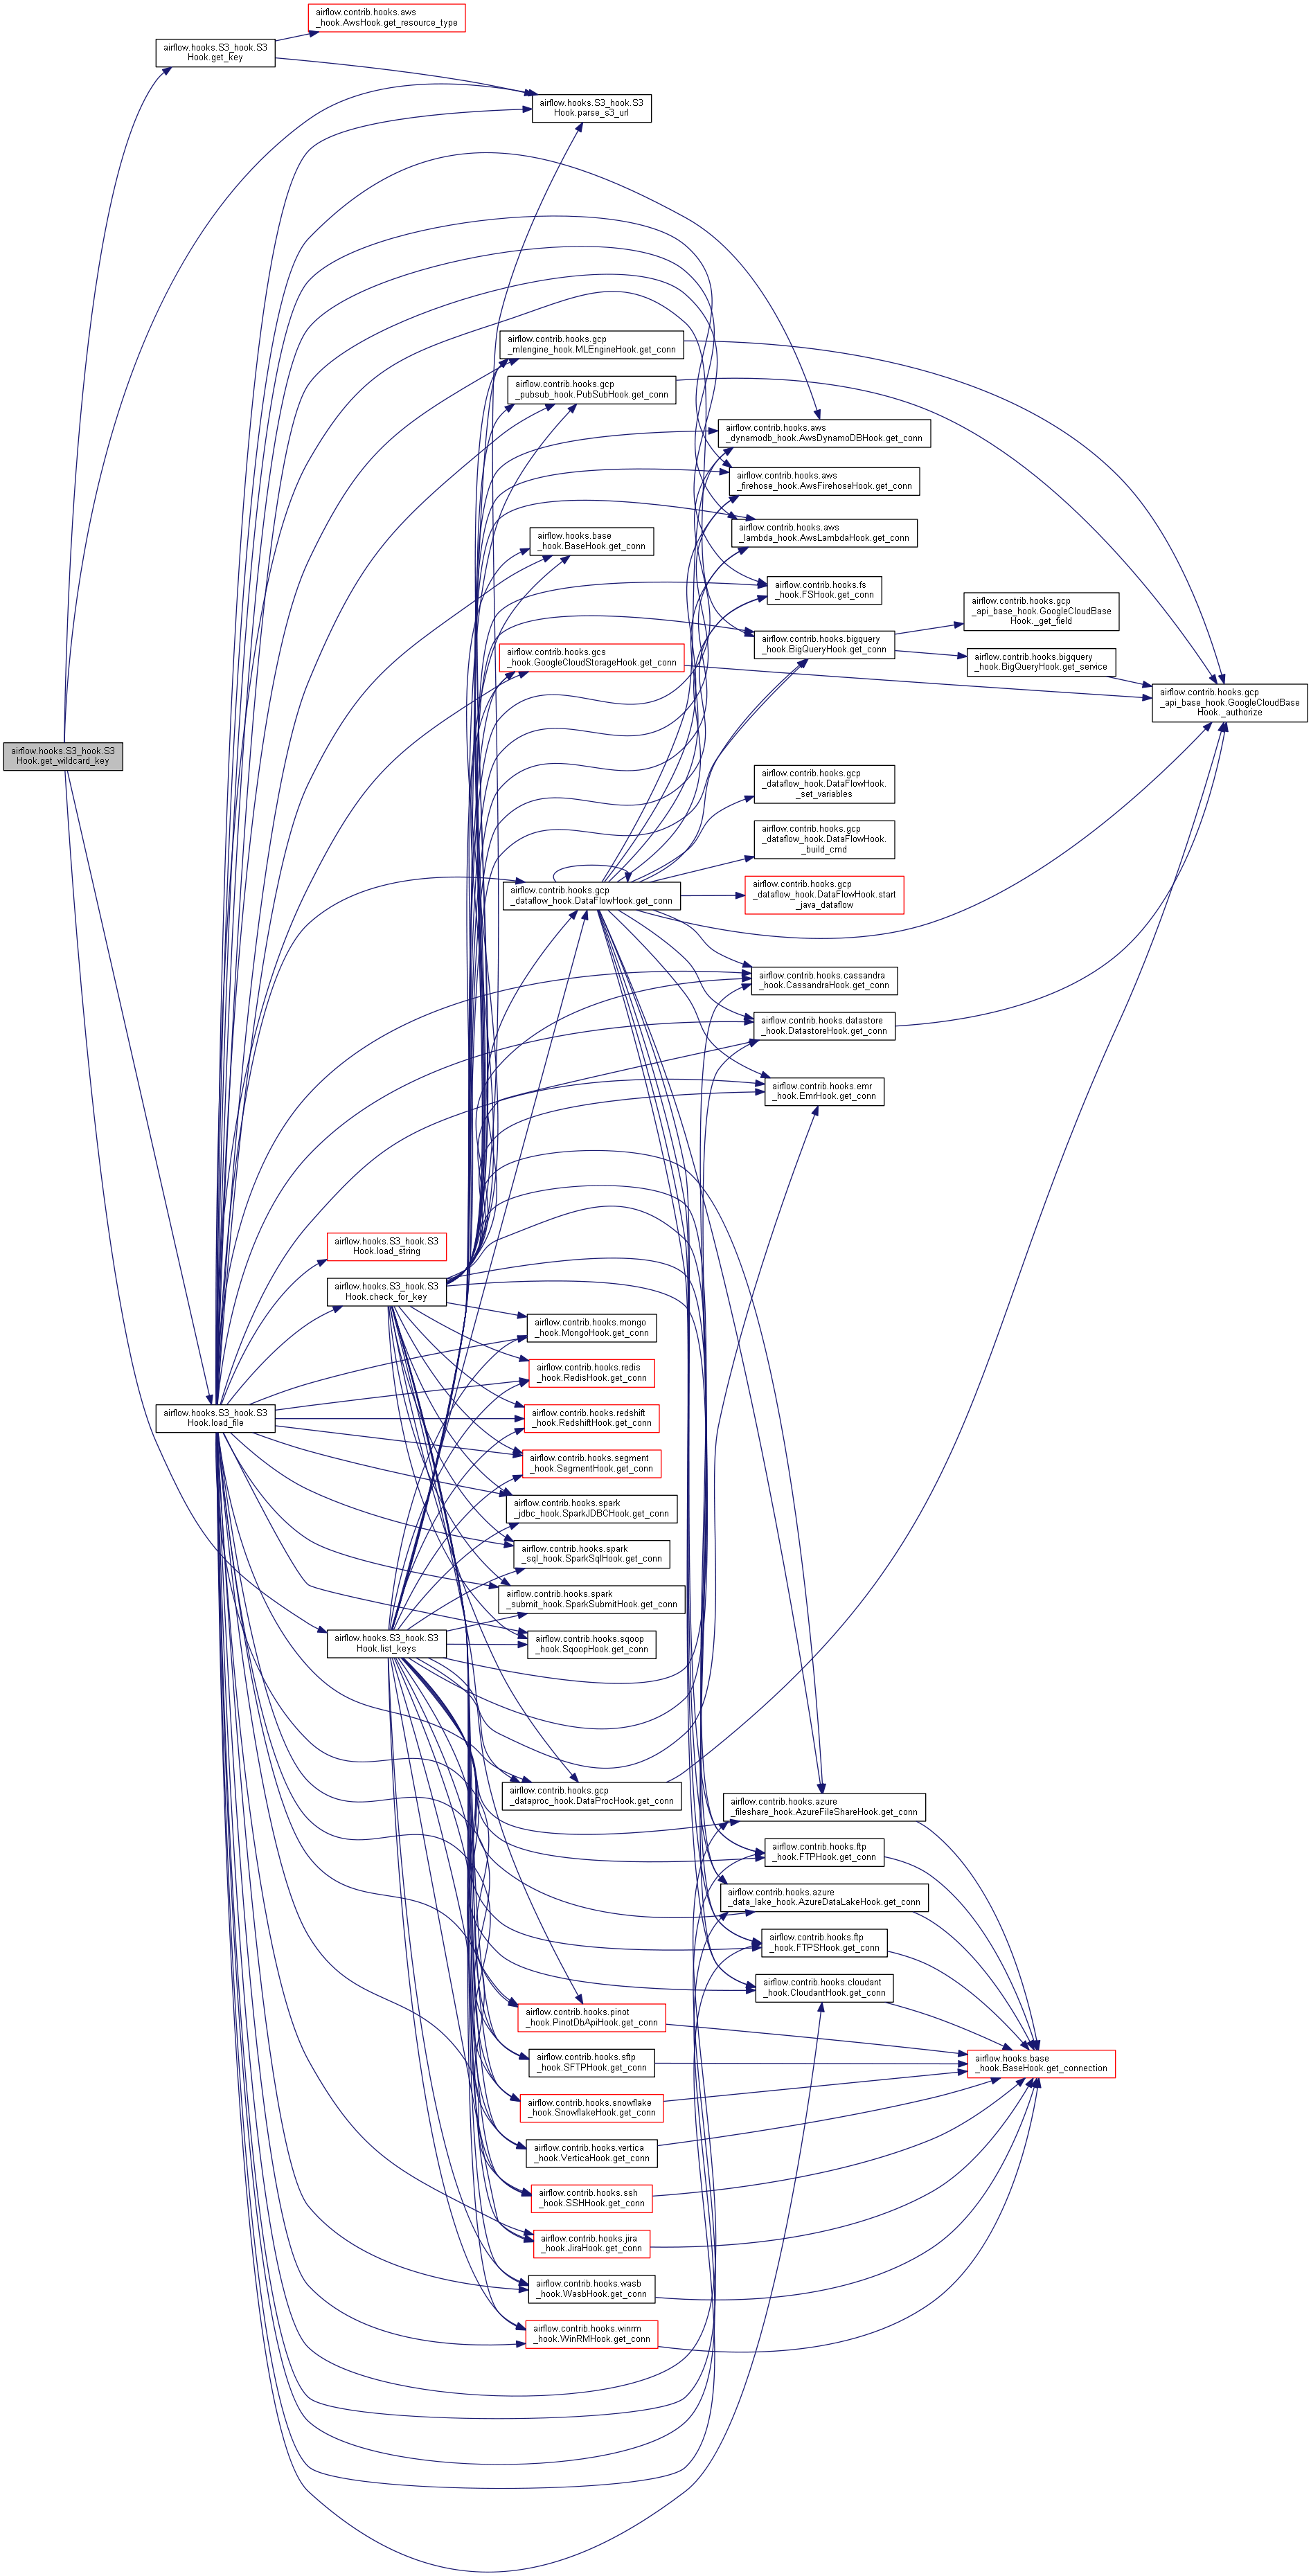 airflow.contrib.hooks.aws
_hook.AwsHook.get_resource_type
airflow.hooks.S3_hook.S3
Hook.get_key
airflow.hooks.S3_hook.S3
Hook.parse_s3_url
airflow.contrib.hooks.gcp
_mlengine_hook.MLEngineHook.get_conn
airflow.contrib.hooks.gcp
_pubsub_hook.PubSubHook.get_conn
airflow.contrib.hooks.aws
_dynamodb_hook.AwsDynamoDBHook.get_conn
airflow.contrib.hooks.aws
_firehose_hook.AwsFirehoseHook.get_conn
airflow.contrib.hooks.aws
_lambda_hook.AwsLambdaHook.get_conn
airflow.hooks.base
_hook.BaseHook.get_conn
airflow.contrib.hooks.fs
_hook.FSHook.get_conn
airflow.contrib.hooks.gcp
_api_base_hook.GoogleCloudBase
Hook._get_field
airflow.contrib.hooks.bigquery
_hook.BigQueryHook.get_conn
airflow.contrib.hooks.gcs
_hook.GoogleCloudStorageHook.get_conn
airflow.contrib.hooks.bigquery
_hook.BigQueryHook.get_service
airflow.contrib.hooks.gcp
_api_base_hook.GoogleCloudBase
Hook._authorize
airflow.hooks.S3_hook.S3
Hook.get_wildcard_key
airflow.contrib.hooks.gcp
_dataflow_hook.DataFlowHook.
_set_variables
airflow.contrib.hooks.gcp
_dataflow_hook.DataFlowHook.
_build_cmd
airflow.contrib.hooks.gcp
_dataflow_hook.DataFlowHook.get_conn
airflow.contrib.hooks.gcp
_dataflow_hook.DataFlowHook.start
_java_dataflow
airflow.contrib.hooks.cassandra
_hook.CassandraHook.get_conn
airflow.contrib.hooks.datastore
_hook.DatastoreHook.get_conn
airflow.contrib.hooks.emr
_hook.EmrHook.get_conn
airflow.hooks.S3_hook.S3
Hook.load_string
airflow.hooks.S3_hook.S3
Hook.check_for_key
airflow.contrib.hooks.mongo
_hook.MongoHook.get_conn
airflow.contrib.hooks.redis
_hook.RedisHook.get_conn
airflow.hooks.S3_hook.S3
Hook.load_file
airflow.contrib.hooks.redshift
_hook.RedshiftHook.get_conn
airflow.contrib.hooks.segment
_hook.SegmentHook.get_conn
airflow.contrib.hooks.spark
_jdbc_hook.SparkJDBCHook.get_conn
airflow.contrib.hooks.spark
_sql_hook.SparkSqlHook.get_conn
airflow.contrib.hooks.spark
_submit_hook.SparkSubmitHook.get_conn
airflow.hooks.S3_hook.S3
Hook.list_keys
airflow.contrib.hooks.sqoop
_hook.SqoopHook.get_conn
airflow.contrib.hooks.gcp
_dataproc_hook.DataProcHook.get_conn
airflow.contrib.hooks.azure
_fileshare_hook.AzureFileShareHook.get_conn
airflow.contrib.hooks.ftp
_hook.FTPHook.get_conn
airflow.contrib.hooks.azure
_data_lake_hook.AzureDataLakeHook.get_conn
airflow.contrib.hooks.ftp
_hook.FTPSHook.get_conn
airflow.contrib.hooks.cloudant
_hook.CloudantHook.get_conn
airflow.contrib.hooks.pinot
_hook.PinotDbApiHook.get_conn
airflow.contrib.hooks.sftp
_hook.SFTPHook.get_conn
airflow.hooks.base
_hook.BaseHook.get_connection
airflow.contrib.hooks.snowflake
_hook.SnowflakeHook.get_conn
airflow.contrib.hooks.vertica
_hook.VerticaHook.get_conn
airflow.contrib.hooks.ssh
_hook.SSHHook.get_conn
airflow.contrib.hooks.jira
_hook.JiraHook.get_conn
airflow.contrib.hooks.wasb
_hook.WasbHook.get_conn
airflow.contrib.hooks.winrm
_hook.WinRMHook.get_conn